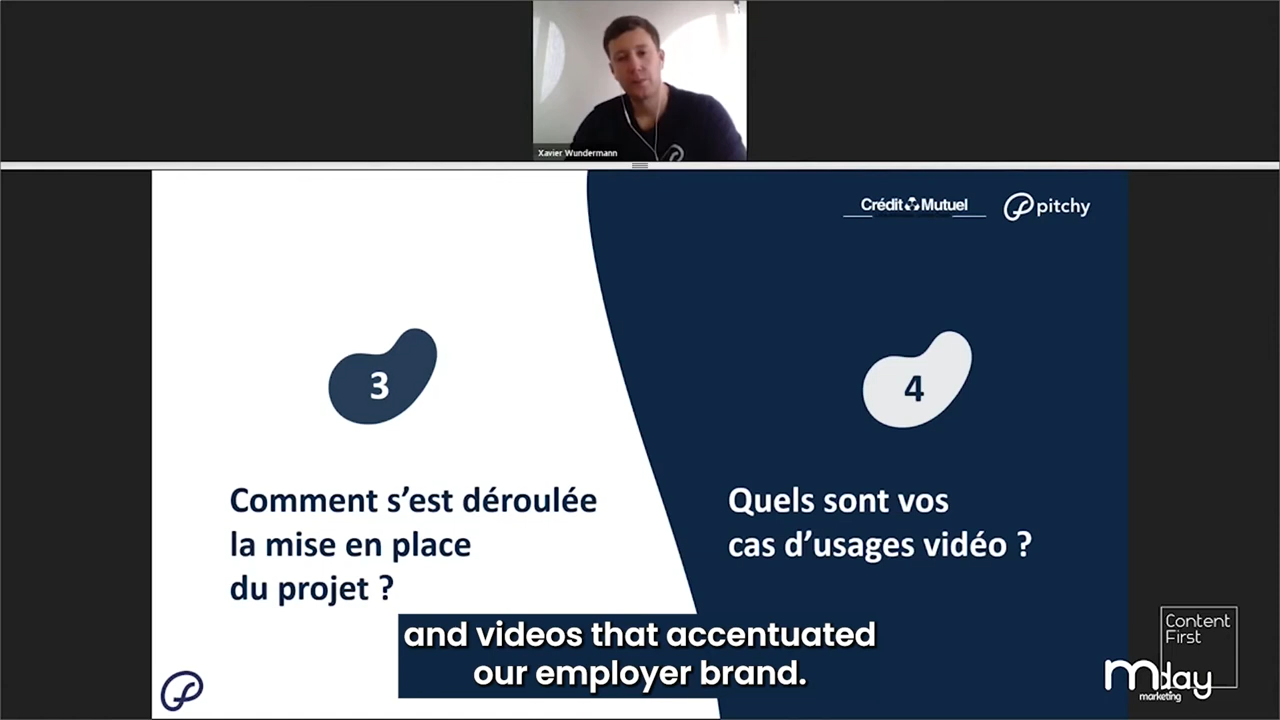 Xavier Wundermann
Crédit Mutuel
pitchy
3
Comment s’est déroulée
la mise en place
du projet ?
4
Quels sont vos
cas d’usages vidéo ?
and videos that accentuated
our employer brand.
Content
First
mday
marketing